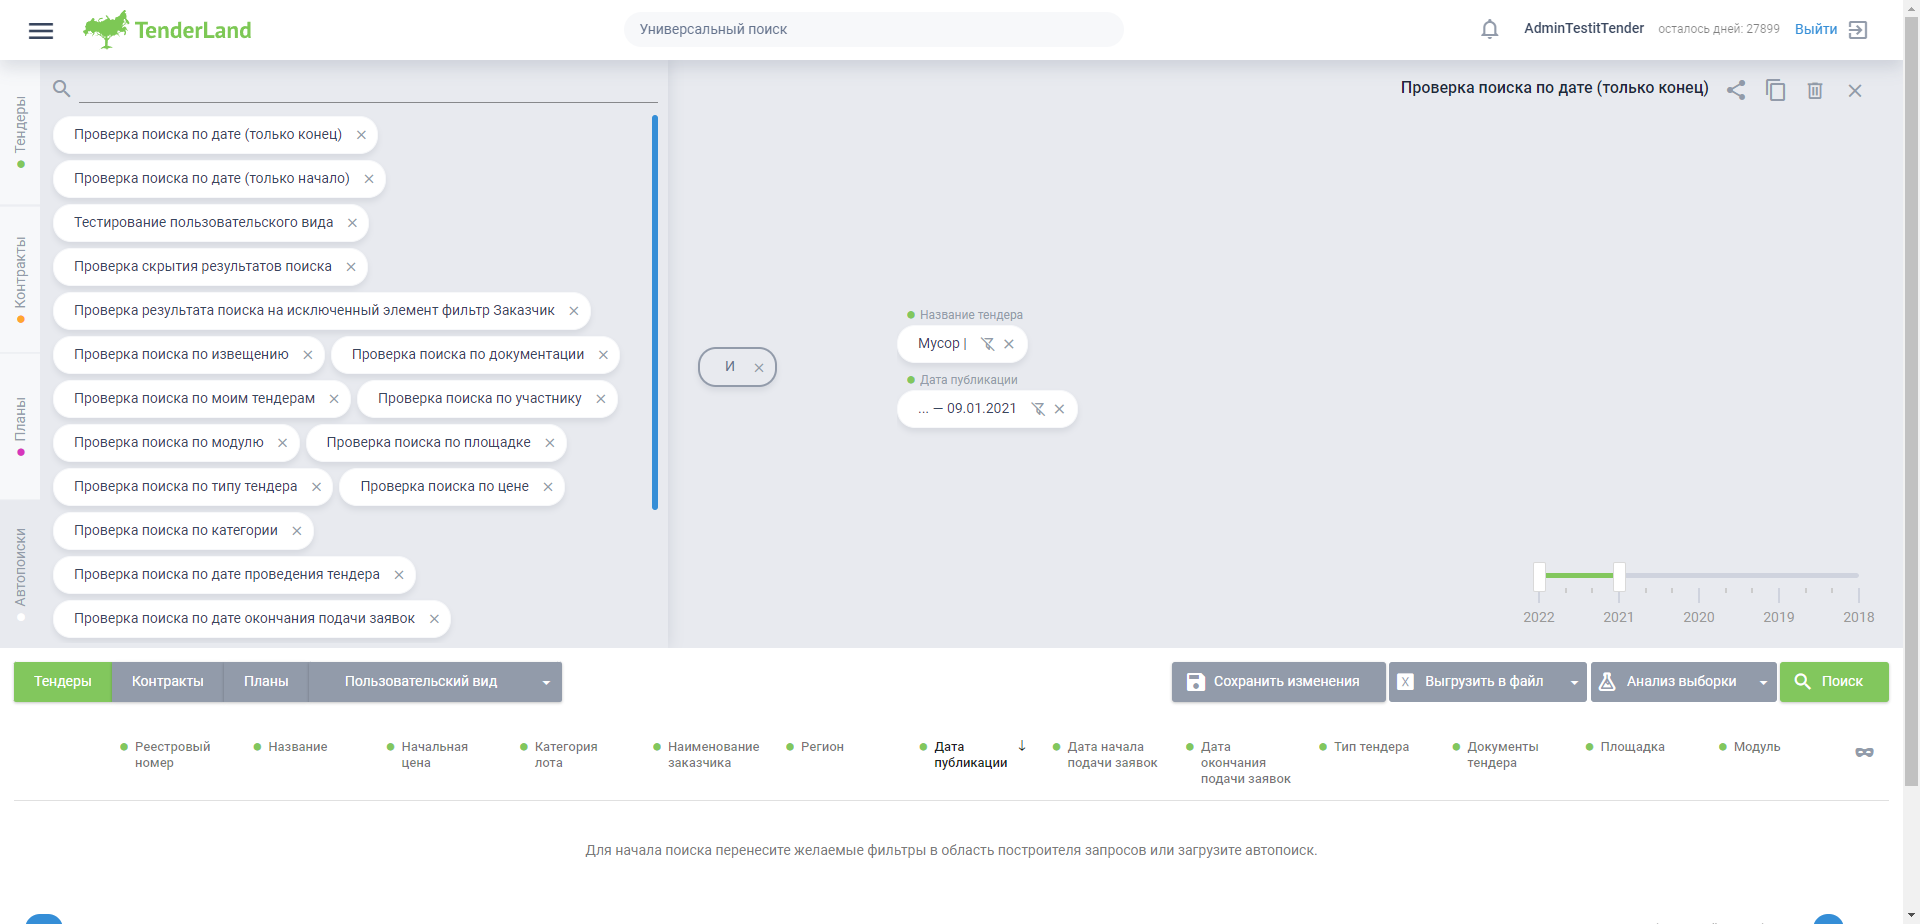 TenderLand
Универсальный поиск
AdminTestitTender
осталось дней: 27899
Выйти
Тендеры
Контракты
Планы
Автопоиски
Проверка поиска по дате (только конец)
Проверка поиска по дате (только начало)
Тестирование пользовательского вида
Проверка скрытия результатов поиска
Проверка результата поиска на исключенный элемент фильтр Заказчик
Проверка поиска по извещению
Проверка поиска по документации
Проверка поиска по моим тендерам
Проверка поиска по участнику
Проверка поиска по модулю
Проверка поиска по площадке
Проверка поиска по типу тендера
Проверка поиска по цене
Проверка поиска по категории
Проверка поиска по дате проведения тендера
Проверка поиска по дате окончания подачи заявок
Проверка поиска по дате (только конец)
И
Название тендера
Мусор |
Дата публикации
... — 09.01.2021
2022 2021 2020 2019 2018
Тендеры
Контракты
Планы
Пользовательский вид
Сохранить изменения
X Выгрузить в файл
Анализ выборки
Поиск
Реестровый
номер
Название
Начальная
цена
Категория
лота
Наименование
заказчика
Регион
Дата
публикации
Дата начала
подачи заявок
Дата
окончания
подачи заявок
Тип тендера
Документы
тендера
Площадка
Модуль
Для начала поиска перенесите желаемые фильтры в область построителя запросов или загрузите автопоиск.